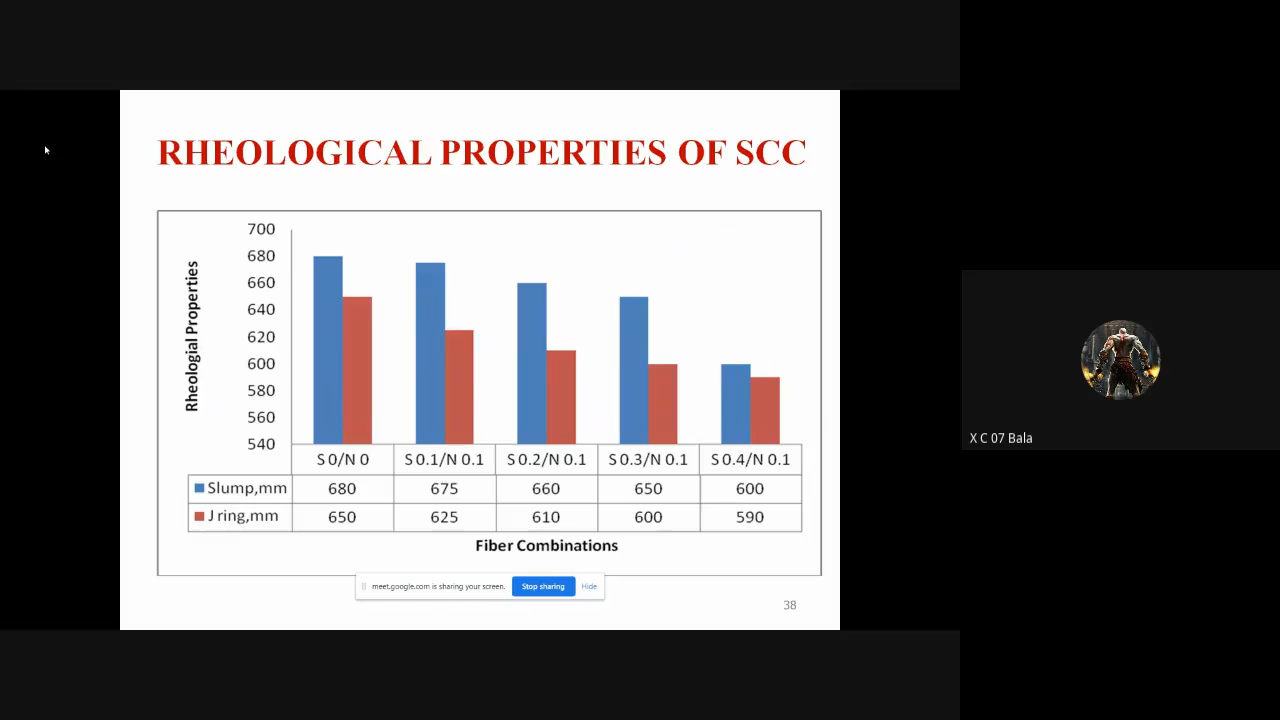 RHEOLOGICAL PROPERTIES OF SCC
Rheologial Properties
700
680
660
640
620
600
580
560
540
S 0/N 0 S 0.1/N 0.1 S 0.2/N 0.1 S 0.3/N 0.1 S 0.4/N 0.1
Slump,mm 680 675 660 650 600
J ring,mm 650 625 610 600 590
Fiber Combinations
meet.google.com is sharing your screen. Stop sharing Hide
38
X C 07 Bala